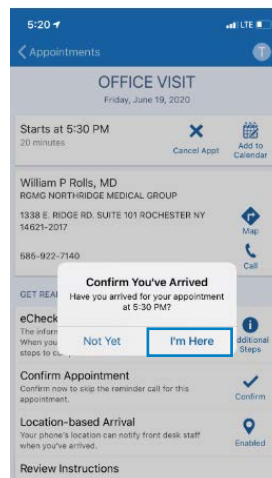 5:20
LTE
Appointments
T
OFFICE VISIT
Friday, June 19, 2020
Starts at 5:30 PM
20 minutes
Cancel Appt
Add to
Calendar
William P Rolls, MD
RGMG NORTHRIDGE MEDICAL GROUP
1338 E. RIDGE RD. SUITE 101 ROCHESTER NY
14621-2017
Map
585-922-7140
Call
Confirm You've Arrived
Have you arrived for your appointment
at 5:30 PM?
Not Yet
I'm Here
GET REA
eCheck
The inform
When you
steps to
dditional
Steps
Confirm Appointment
Confirm now to skip the reminder call for this
appointment.
Confirm
Location-based Arrival
Your phone's location can notify front desk staff
when you've arrived.
Enabled
Review Instructions